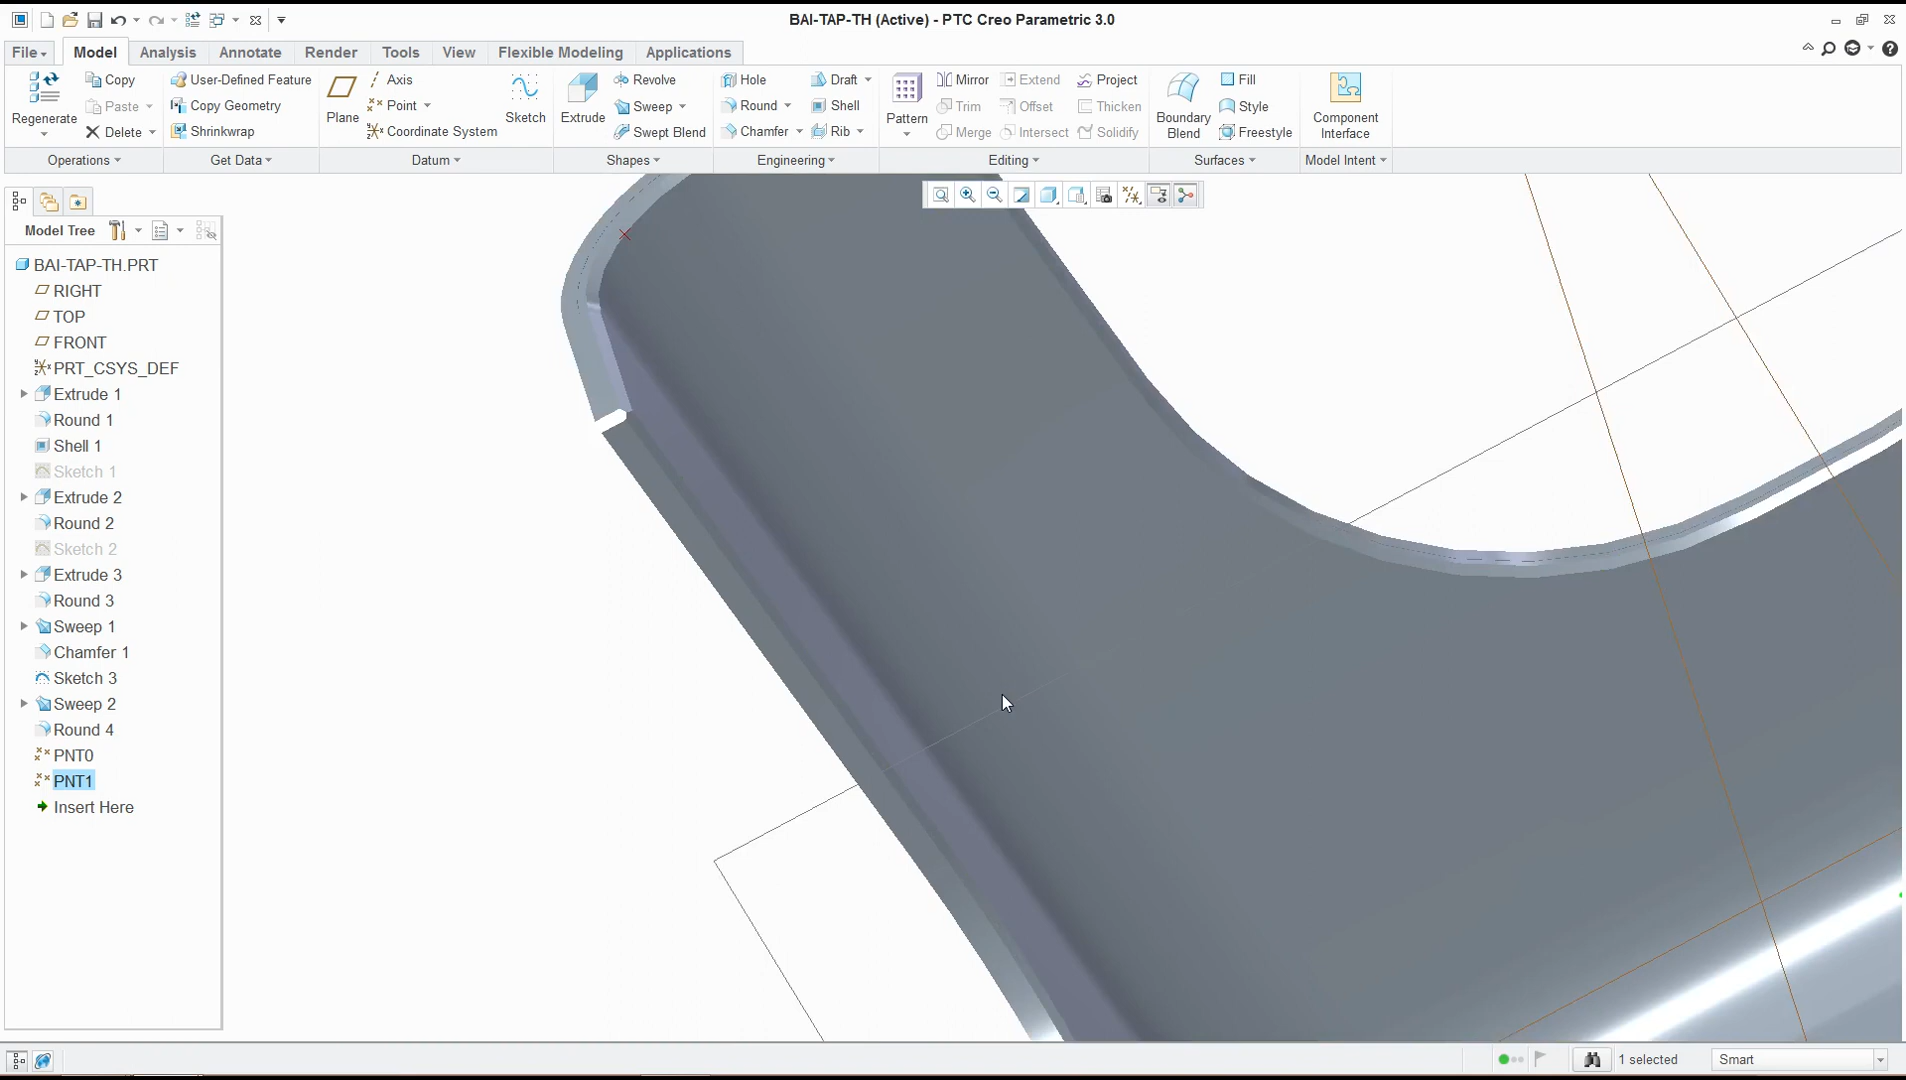 BAI-TAP-TH (Active) - PTC Creo Parametric 3.0
File Model Analysis Annotate Render Tools View Flexible Modeling Applications
Regenerate
Copy
Paste
Delete
Operations
User-Defined Feature
Copy Geometry
Shrinkwrap
Get Data
Plane
Axis
Point
Coordinate System
Sketch
Datum
Extrude
Revolve
Sweep
Swept Blend
Shapes
Hole
Round
Chamfer
Draft
Shell
Rib
Engineering
Pattern
Mirror
Trim
Merge
Extend
Offset
Intersect
Project
Thicken
Solidify
Editing
Boundary
Blend
Fill
Style
Freestyle
Surfaces
Component
Interface
Model Intent
Model Tree
BAI-TAP-TH.PRT
RIGHT
TOP
FRONT
PRT_CSYS_DEF
Extrude 1
Round 1
Shell 1
Sketch 1
Extrude 2
Round 2
Sketch 2
Extrude 3
Round 3
Sweep 1
Chamfer 1
Sketch 3
Sweep 2
Round 4
PNT0
PNT1
Insert Here
1 selected
Smart